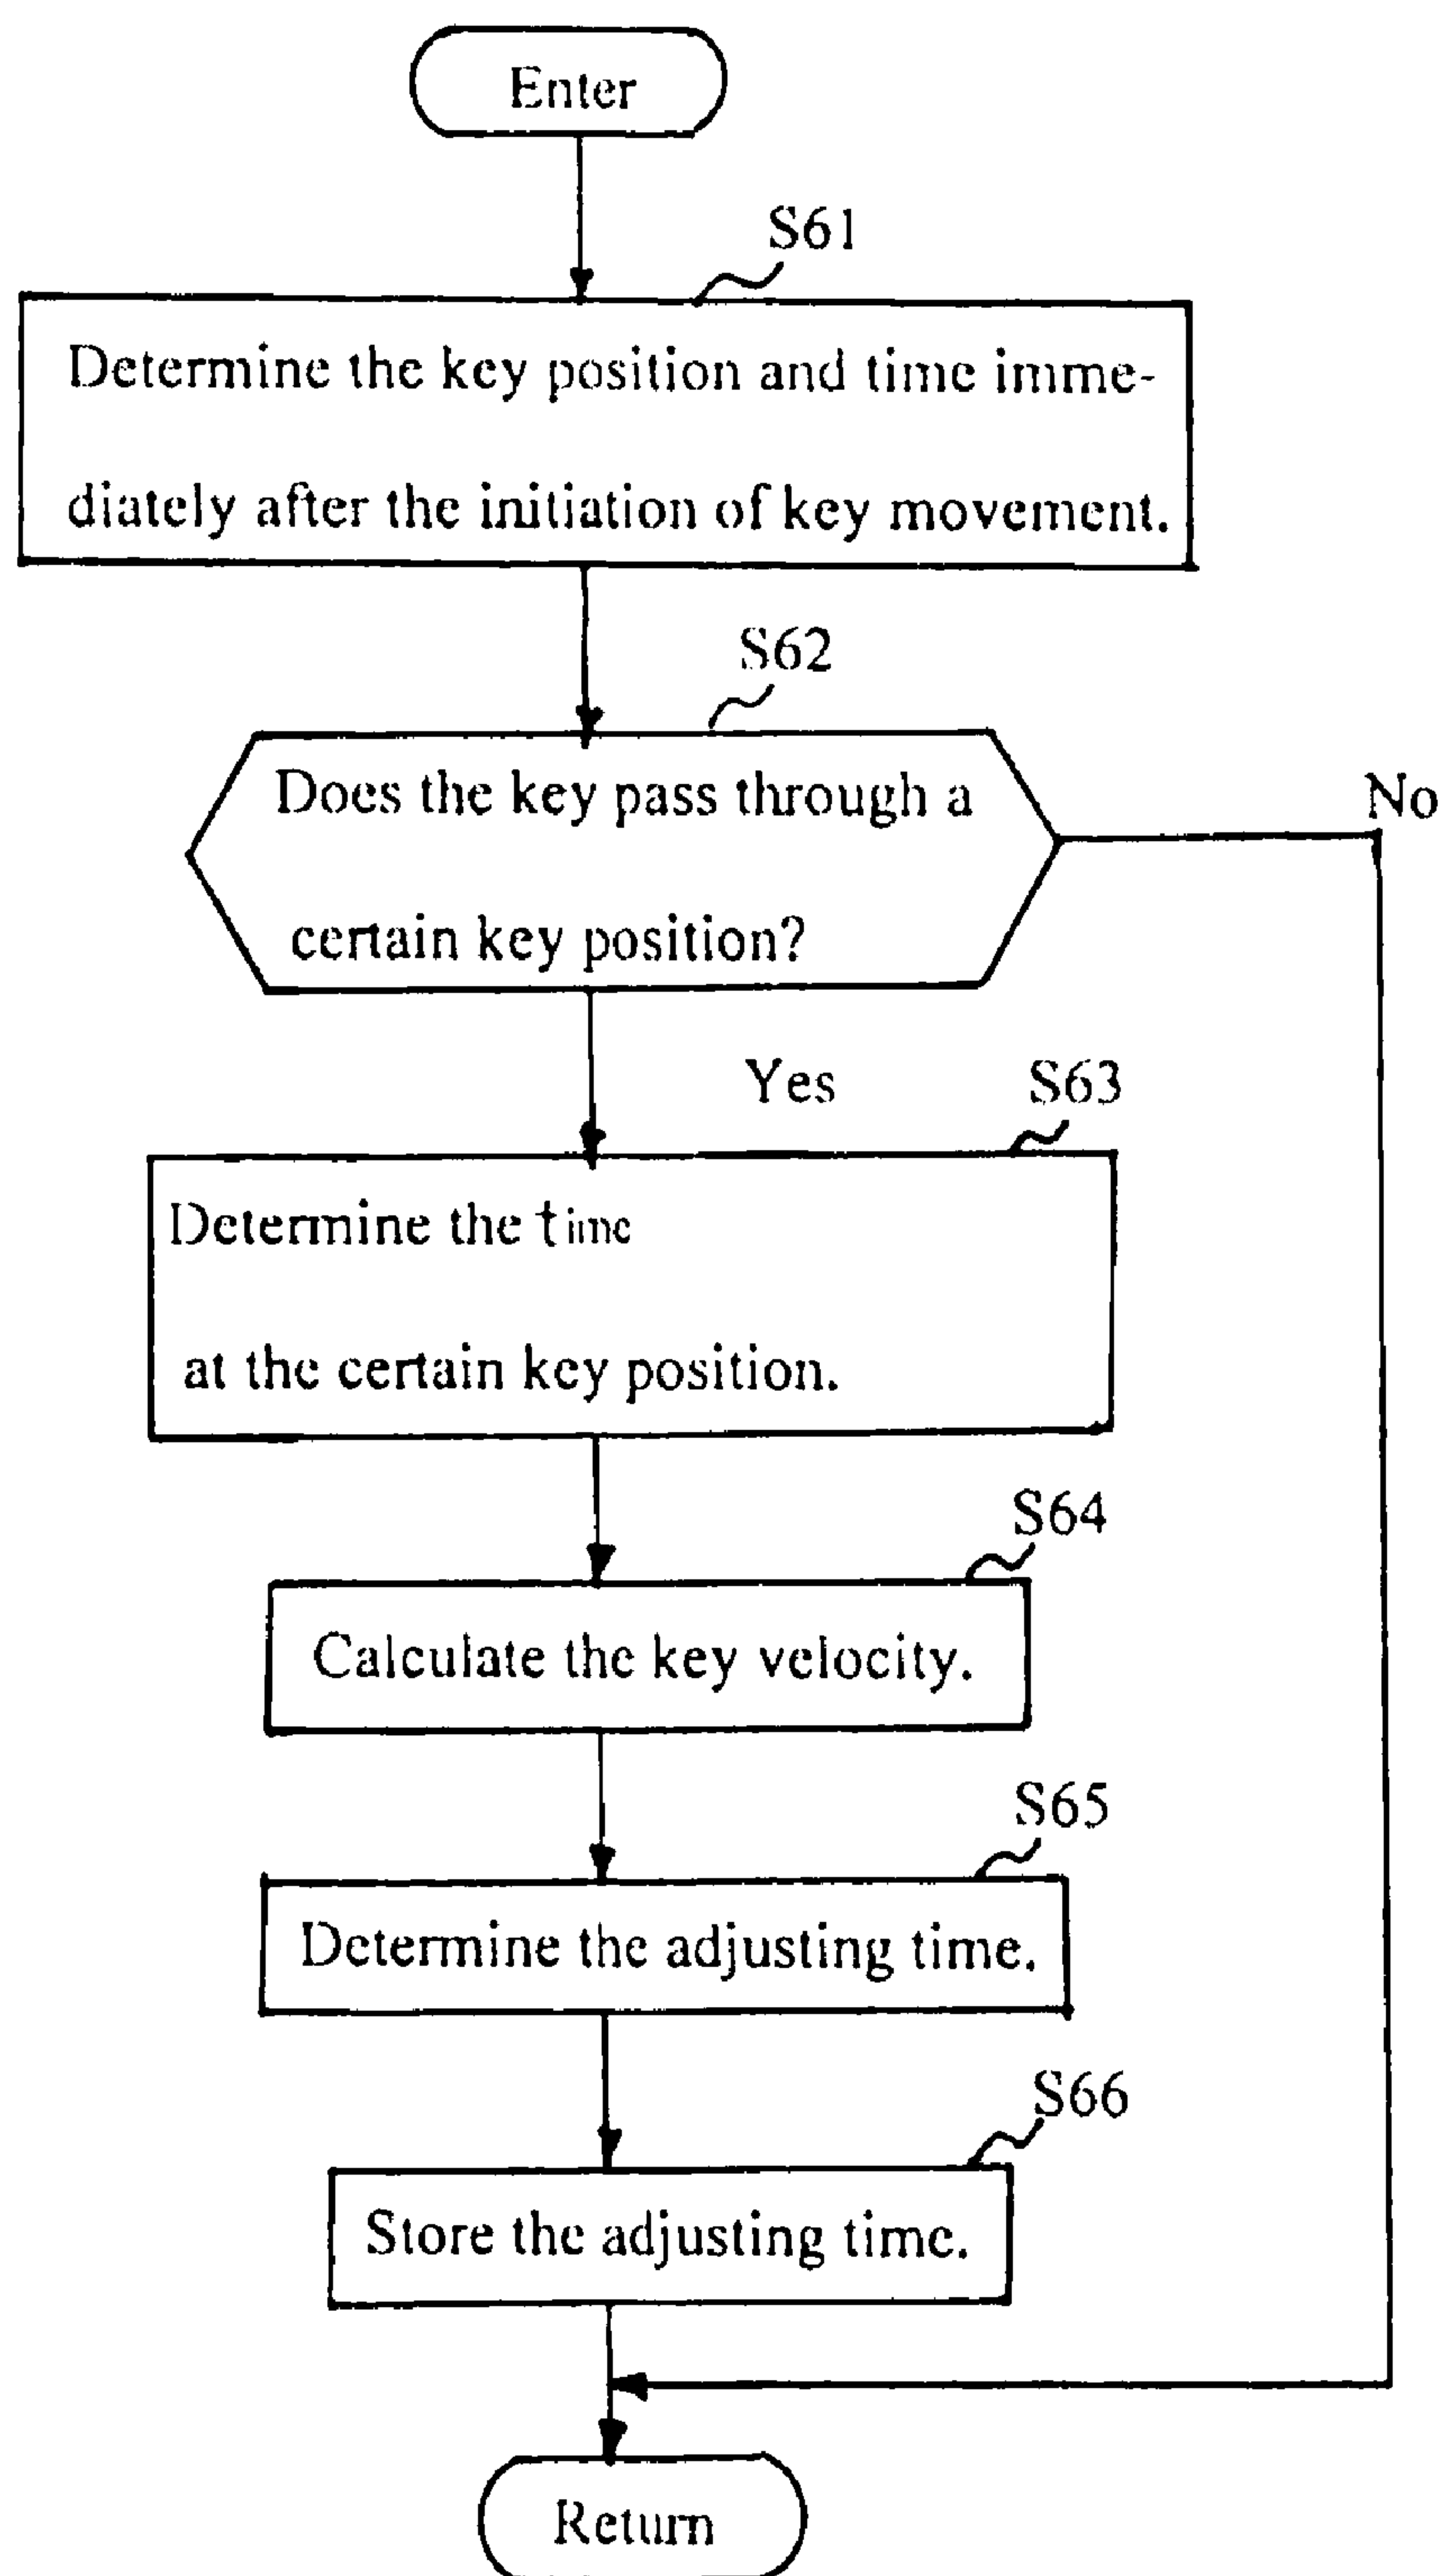 Enter
S61
Determine the key position and time imme-
diately after the initiation of key movement.
S62
Does the key pass through a
certain key position?
No
Yes
S63
Determine the time
at the certain key position.
S64
Calculate the key velocity.
S65
Determine the adjusting time.
S66
Store the adjusting time.
Return